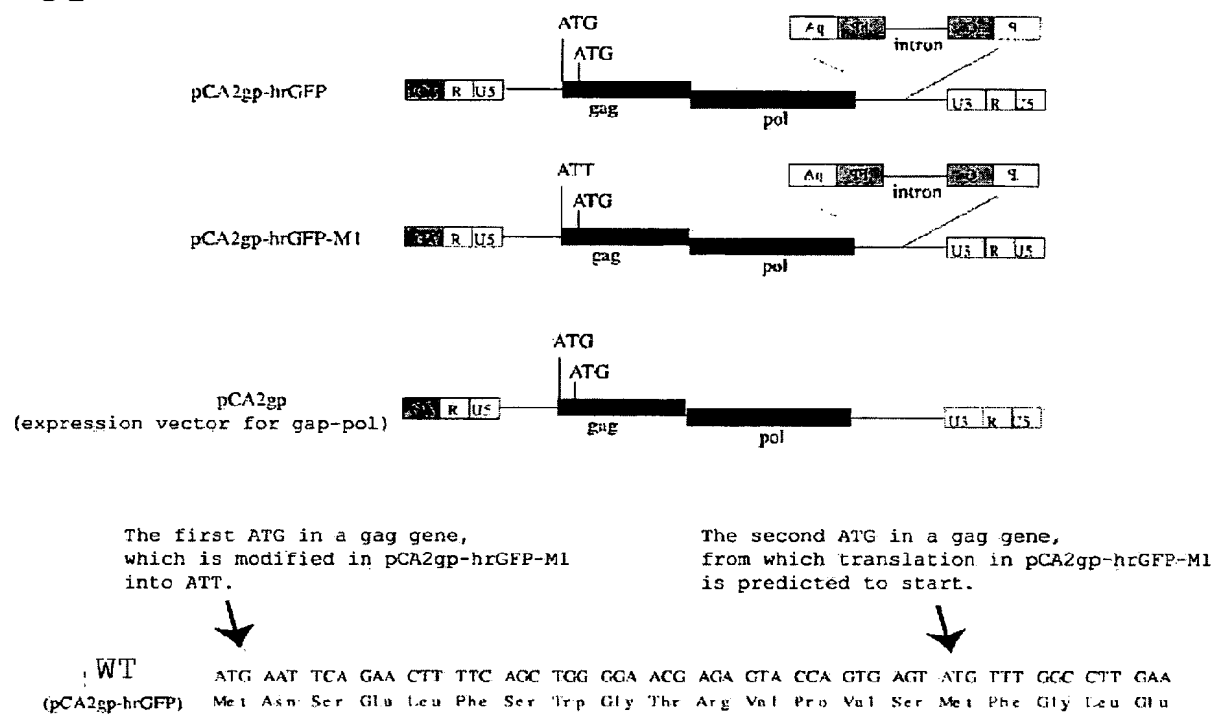 ATG
ATG
Aq
intron
q
pCA2gp-hrGFP
R U5
gag
pol
U3 R U5
ATT
ATG
Aq
intron
q
pCA2gp-hrGFP-M1
R U5
gag
pol
U3 R U5
ATG
ATG
pCA2gp
(expression vector for gap-pol)
R U5
gag
pol
U3 R U5
The first ATG in a gag gene,
which is modified in pCA2gp-hrGFP-M1
into ATT.
The second ATG in a gag gene,
from which translation in pCA2gp-hrGFP-M1
is predicted to start.
WT
(pCA2gp-hrGFP)
ATG AAT TCA GAA CTT TTC AGC TGG GGA ACG AGA GTA CCA GTG AGT ATG TTT GGC CTT GAA
Met Asn Ser Glu Leu Phe Ser Trp Gly Thr Arg Val Pro Val Ser Met Phe Gly Leu Glu